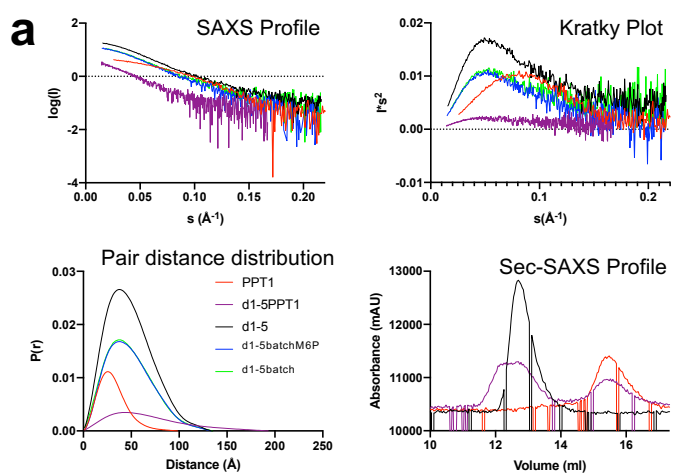 a
SAXS Profile
2
0
-2
-4
log(I)
0.00 0.05 0.10 0.15 0.20
s (Å-1)
Kratky Plot
0.02
0.01
0.00
-0.01
I*s2
0.0 0.1 0.2
s(Å-1)
Pair distance distribution
0.03
0.02
0.01
0.00
P(r)
0 50 100 150 200 250
Distance (Å)
PPT1
d1-5PPT1
d1-5
d1-5batchM6P
d1-5batch
Sec-SAXS Profile
13000
12000
11000
10000
Absorbance (mAU)
10 12 14 16
Volume (ml)